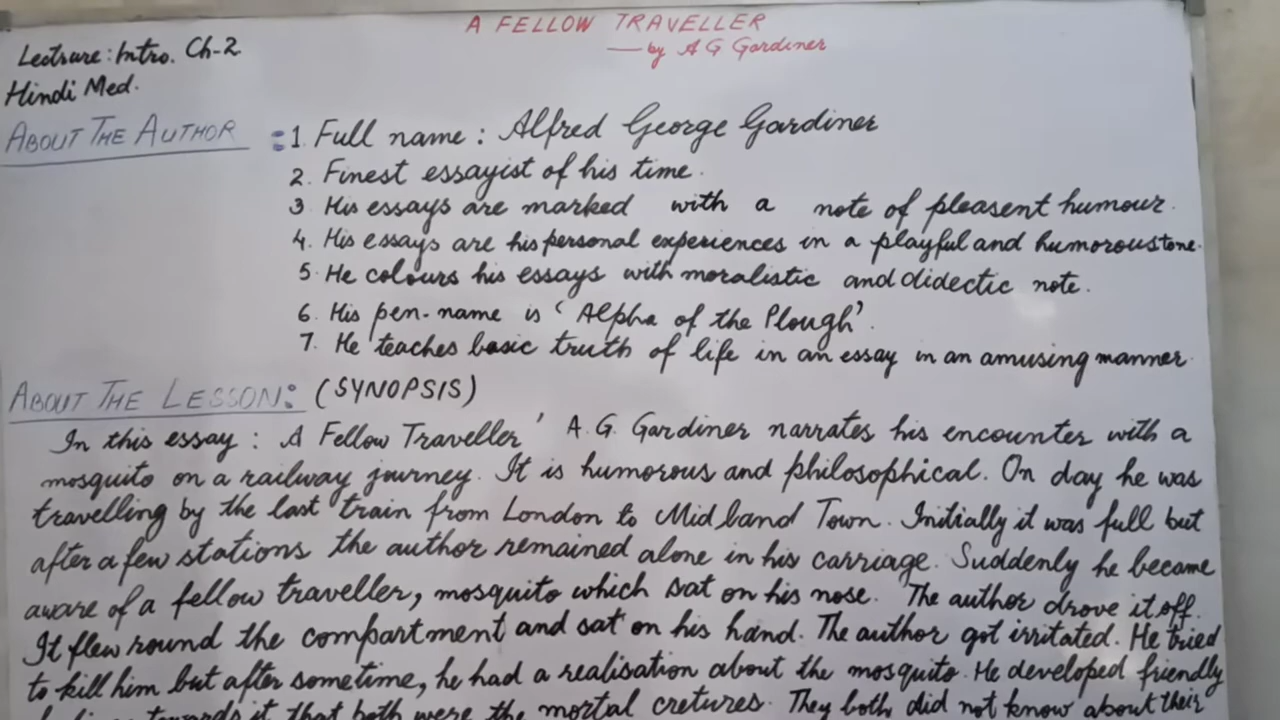 A FELLOW TRAVELLER
—by A G Gardiner
Lectrure: Intro. Ch-2
Hindi Med.
ABOUT THE AUTHOR : 1. Full name : Alfred George Gardiner
2. Finest essayist of his time.
3 His essays are marked with a note of pleasent humour.
4. His essays are his personal experiences in a playful and humorous tone.
5. He colours his essays with moralistic and didectic note.
6. His pen-name is 'Alpha of the Plough'.
7. He teaches basic truth of life in an essay in an amusing manner.
ABOUT THE LESSON: (SYNOPSIS)
In this essay : A Fellow Traveller' A.G. Gardiner narrates his encounter with a
mosquito on a railway journey. It is humorous and philosophical. On day he was
travelling by the last train from London to Midland Town. Initially it was full but
after a few stations the author remained alone in his carriage. Suddenly he became
aware of a fellow traveller, mosquito which sat on his nose. The author drove it off.
It flew round the compartment and sat on his hand. The author got irritated. He tried
to kill him but after sometime, he had a realisation about the mosquito. He developed friendly
towards it that both were the mortal cretures. They both did not know about their